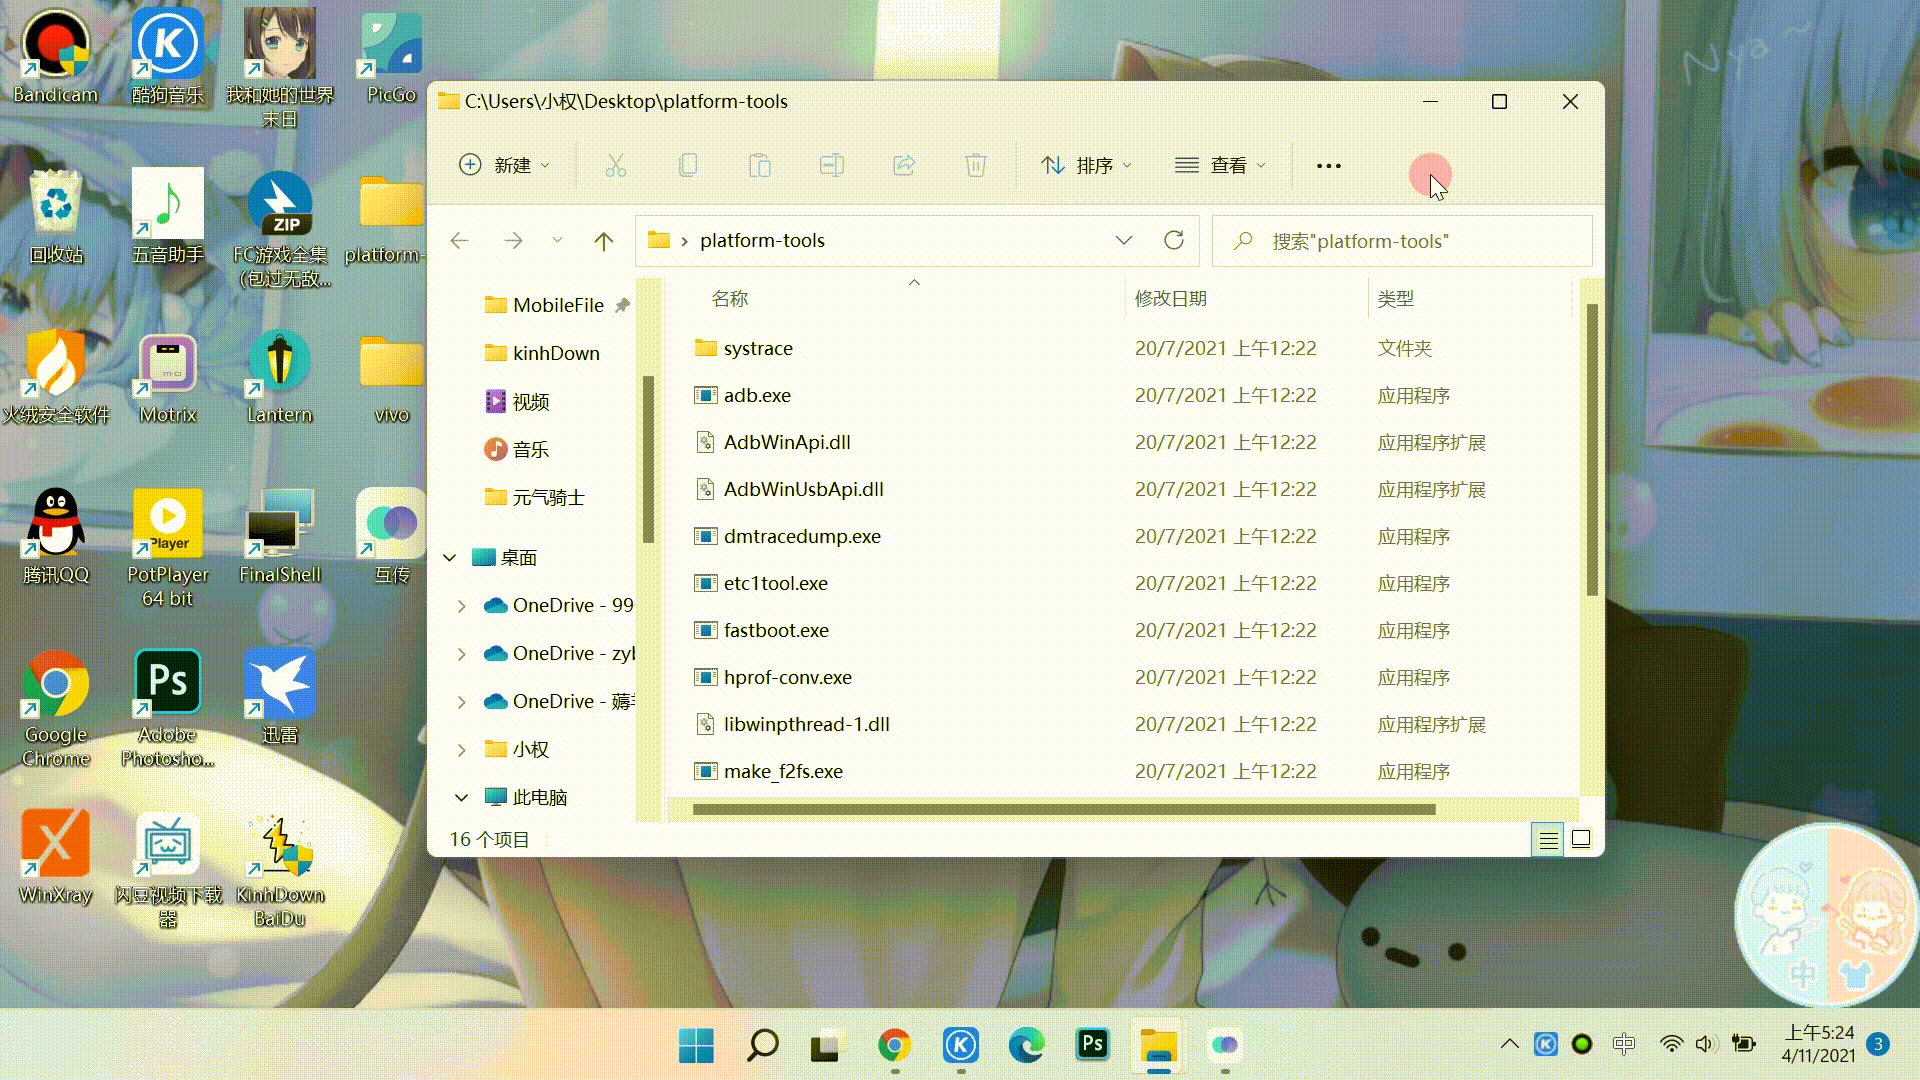 Bandicam
酷狗音乐
我和她的世界
末日
PicGo
回收站
五音助手
ZIP
FC游戏全集
(包过无敌...
platform-
火绒安全软件
Motrix
Lantern
vivo
腾讯QQ
Player
PotPlayer
64 bit
FinalShell
互传
Google
Chrome
Ps
Adobe
Photosho...
迅雷
WinXray
闪豆视频下载
器
KinhDown
BaiDu
Nya~
C:\Users\小权\Desktop\platform-tools
新建
排序
查看
platform-tools
搜索"platform-tools"
MobileFile
kinhDown
视频
音乐
元气骑士
桌面
OneDrive - 99
OneDrive - zyb
OneDrive - 薅羊
小权
此电脑
名称 修改日期 类型
systrace 20/7/2021 上午12:22 文件夹
adb.exe 20/7/2021 上午12:22 应用程序
AdbWinApi.dll 20/7/2021 上午12:22 应用程序扩展
AdbWinUsbApi.dll 20/7/2021 上午12:22 应用程序扩展
dmtracedump.exe 20/7/2021 上午12:22 应用程序
etc1tool.exe 20/7/2021 上午12:22 应用程序
fastboot.exe 20/7/2021 上午12:22 应用程序
hprof-conv.exe 20/7/2021 上午12:22 应用程序
libwinpthread-1.dll 20/7/2021 上午12:22 应用程序扩展
make_f2fs.exe 20/7/2021 上午12:22 应用程序
16 个项目
中
Ps
中
上午5:24
4/11/2021
3